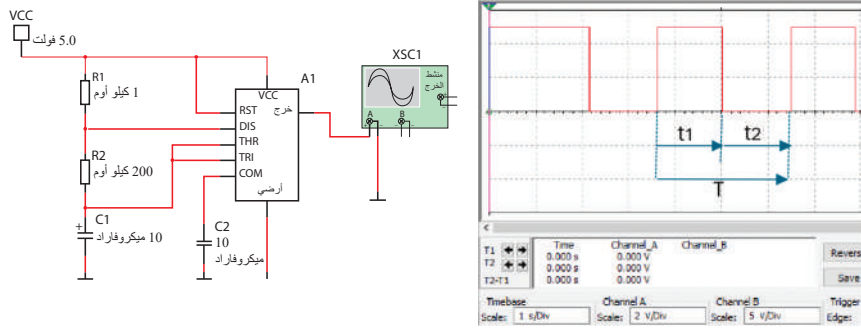 VCC
5.0 فولت
R1
1 كيلو أوم
R2
200 كيلو أوم
C1
+
10 ميكروفاراد
A1
VCC
RST
خرج
DIS
THR
TRI
COM
أرضي
C2
10
ميكروفاراد
XSC1
منشط
الخرج
A
B
t1
t2
T
<
Time Channel_A Channel_B
T1 0.000 s 0.000 V
T2 0.000 s 0.000 V
T2-T1 0.000 s 0.000 V
Revers
Save
Timebase
Scale: 1 s/Div
Channel A
Scale: 2 V/Div
Channel B
Scale: 5 V/Div
Trigger
Edge: